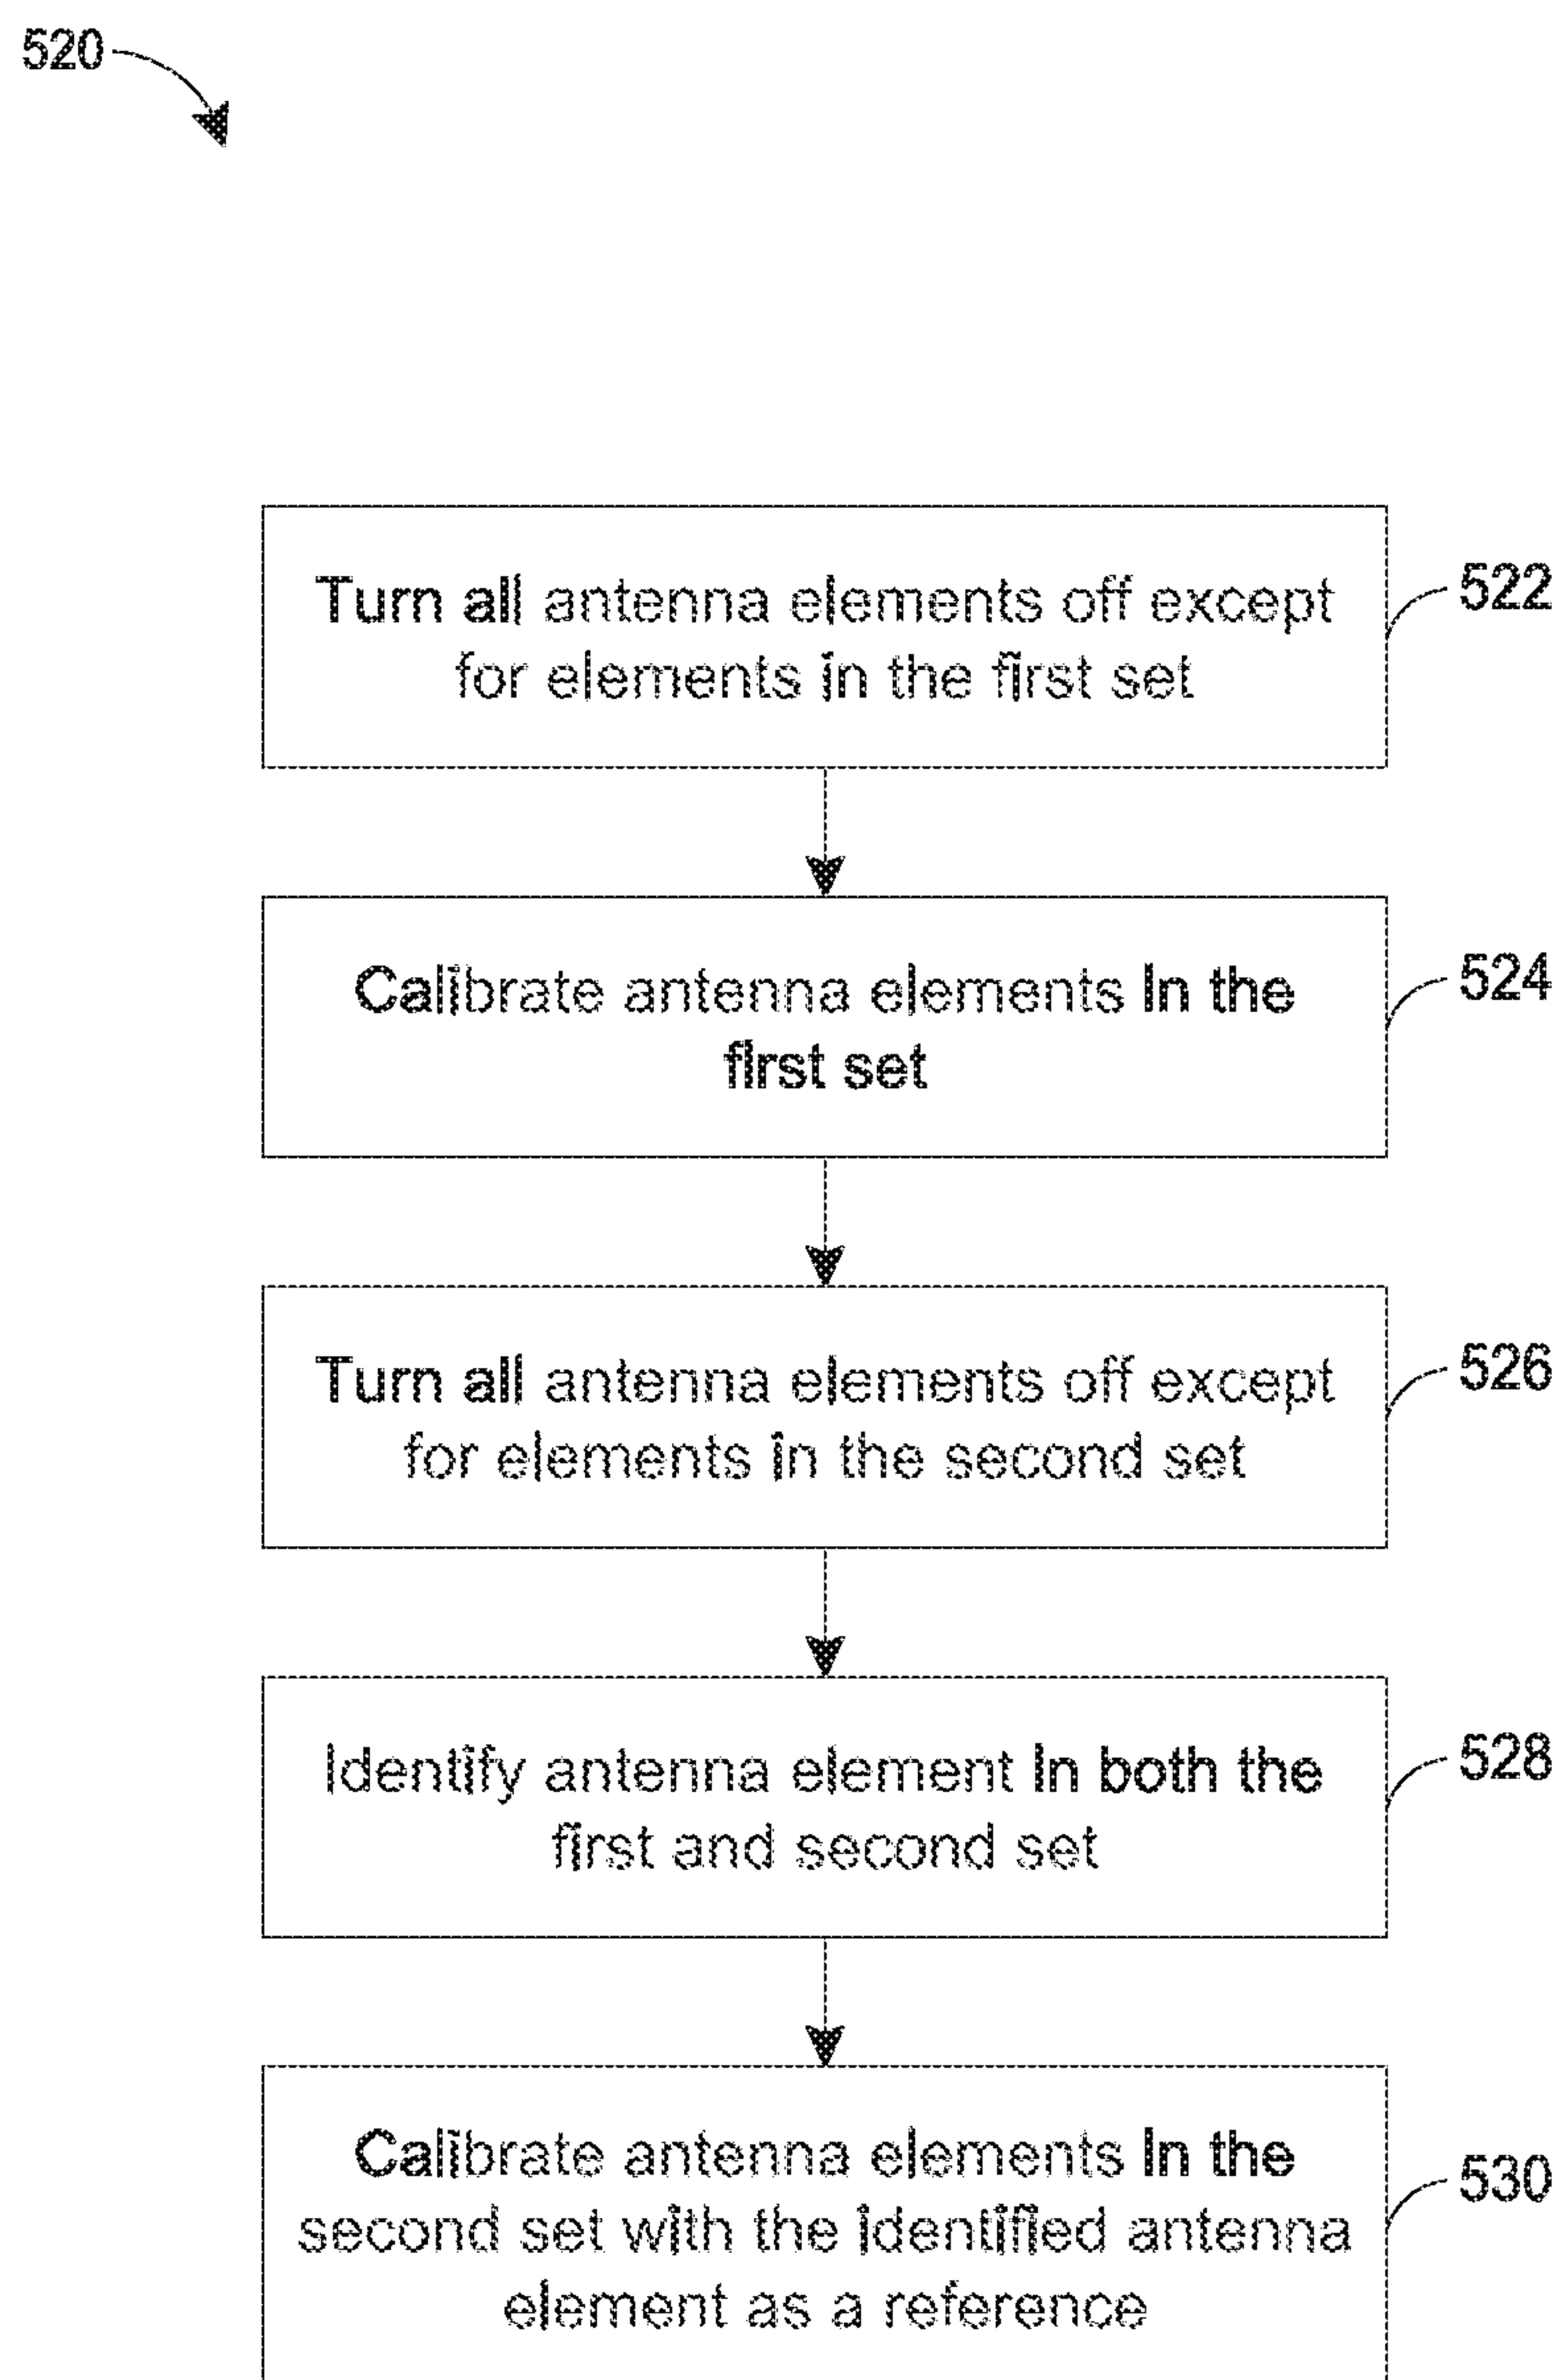 520
Turn all antenna elements off except
for elements in the first set
522
Calibrate antenna elements in the
first set
524
Turn all antenna elements off except
for elements in the second set
526
Identify antenna element in both the
first and second set
528
Calibrate antenna elements in the
second set with the identified antenna
element as a reference
530